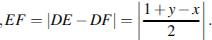 , EF = |DE − DF| = |(1 + y − x)/2|.